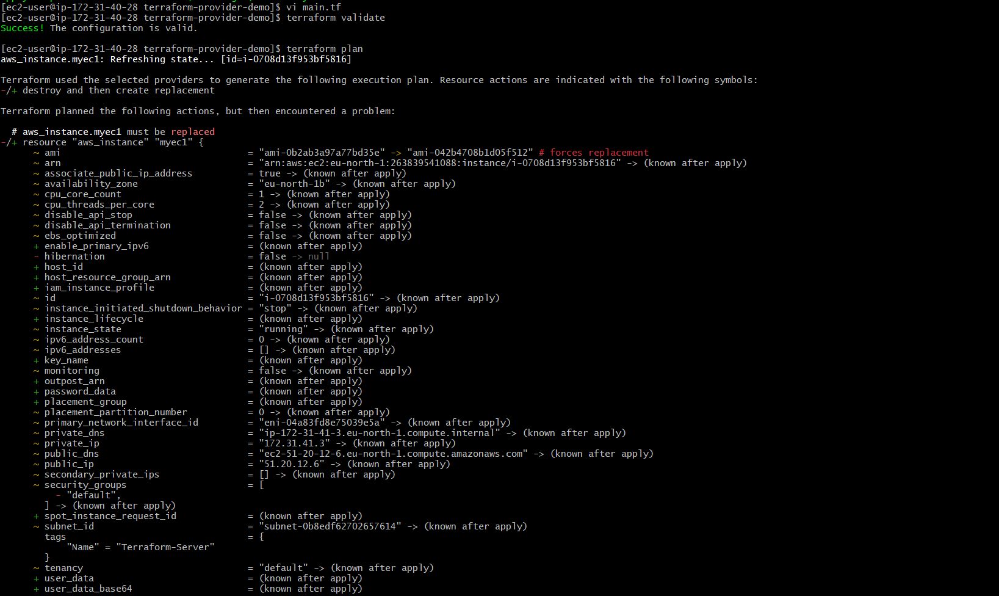 [ec2-user@ip-172-31-40-28 terraform-provider-demo]$ vi main.tf
[ec2-user@ip-172-31-40-28 terraform-provider-demo]$ terraform validate
Success! The configuration is valid.
[ec2-user@ip-172-31-40-28 terraform-provider-demo]$ terraform plan
aws_instance.myec1: Refreshing state... [id=i-0708d13f953bf5816]
Terraform used the selected providers to generate the following execution plan. Resource actions are indicated with the following symbols:
-/+ destroy and then create replacement
Terraform planned the following actions, but then encountered a problem:
# aws_instance.myec1 must be replaced
-/+ resource "aws_instance" "myec1" {
~ ami = "ami-0b2ab3a97a77bd35e" -> "ami-042b4708b1d05f512" # forces replacement
~ arn = "arn:aws:ec2:eu-north-1:263839541088:instance/i-0708d13f953bf5816" -> (known after apply)
~ associate_public_ip_address = true -> (known after apply)
~ availability_zone = "eu-north-1b" -> (known after apply)
~ cpu_core_count = 1 -> (known after apply)
~ cpu_threads_per_core = 2 -> (known after apply)
~ disable_api_stop = false -> (known after apply)
~ disable_api_termination = false -> (known after apply)
~ ebs_optimized = false -> (known after apply)
+ enable_primary_ipv6 = (known after apply)
- hibernation = false -> null
+ host_id = (known after apply)
+ host_resource_group_arn = (known after apply)
+ iam_instance_profile = (known after apply)
~ id = "i-0708d13f953bf5816" -> (known after apply)
~ instance_initiated_shutdown_behavior = "stop" -> (known after apply)
+ instance_lifecycle = (known after apply)
~ instance_state = "running" -> (known after apply)
~ ipv6_address_count = 0 -> (known after apply)
~ ipv6_addresses = [] -> (known after apply)
+ key_name = (known after apply)
~ monitoring = false -> (known after apply)
+ outpost_arn = (known after apply)
+ password_data = (known after apply)
+ placement_group = (known after apply)
~ placement_partition_number = 0 -> (known after apply)
~ primary_network_interface_id = "eni-04a83fd8e75039e5a" -> (known after apply)
~ private_dns = "ip-172-31-41-3.eu-north-1.compute.internal" -> (known after apply)
~ private_ip = "172.31.41.3" -> (known after apply)
~ public_dns = "ec2-51-20-12-6.eu-north-1.compute.amazonaws.com" -> (known after apply)
~ public_ip = "51.20.12.6" -> (known after apply)
~ secondary_private_ips = [] -> (known after apply)
~ security_groups = [
- "default",
] -> (known after apply)
+ spot_instance_request_id = (known after apply)
~ subnet_id = "subnet-0b8edf62702657614" -> (known after apply)
tags = {
"Name" = "Terraform-Server"
}
~ tenancy = "default" -> (known after apply)
+ user_data = (known after apply)
+ user_data_base64 = (known after apply)